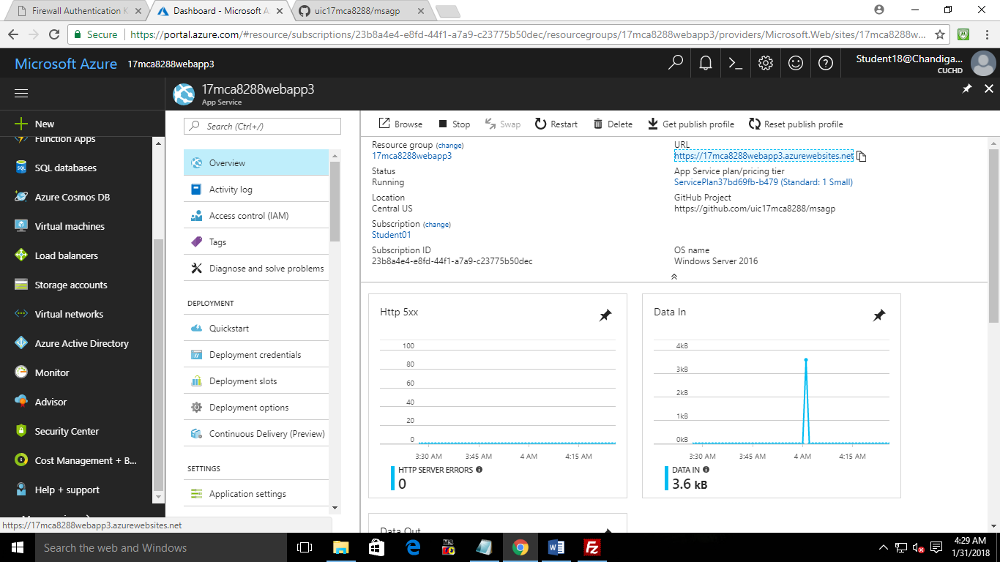 Firewall Authentication K
Dashboard - Microsoft A
uic17mca8288/msagp
Secure
https://portal.azure.com/#resource/subscriptions/23b8a4e4-e8fd-44f1-a7a9-c23775b50dec/resourcegroups/17mca8288webapp3/providers/Microsoft.Web/sites/17mca8288w...
Microsoft Azure 17mca8288webapp3
Student18@Chandiga...
CUCHD
17mca8288webapp3
App Service
New
Function Apps
SQL databases
Azure Cosmos DB
Virtual machines
Load balancers
Storage accounts
Virtual networks
Azure Active Directory
Monitor
Advisor
Security Center
Cost Management + B...
Help + support
Search (Ctrl+/)
Overview
Activity log
Access control (IAM)
Tags
Diagnose and solve problems
DEPLOYMENT
Quickstart
Deployment credentials
Deployment slots
Deployment options
Continuous Delivery (Preview)
SETTINGS
Application settings
Browse Stop Swap Restart Delete Get publish profile Reset publish profile
Resource group (change)
17mca8288webapp3
Status
Running
Location
Central US
Subscription (change)
Student01
Subscription ID
23b8a4e4-e8fd-44f1-a7a9-c23775b50dec
URL
https://17mca8288webapp3.azurewebsites.net
App Service plan/pricing tier
ServicePlan37bd69fb-b479 (Standard: 1 Small)
GitHub Project
https://github.com/uic17mca8288/msagp
OS name
Windows Server 2016
Http 5xx
100
80
60
40
20
0
3:30 AM 3:45 AM 4 AM 4:15 AM
HTTP SERVER ERRORS
0
Data In
4kB
3kB
2kB
1kB
0kB
3:30 AM 3:45 AM 4 AM 4:15 AM
DATA IN
3.6 kB
Data Out
https://17mca8288webapp3.azurewebsites.net
Search the web and Windows
4:29 AM
1/31/2018